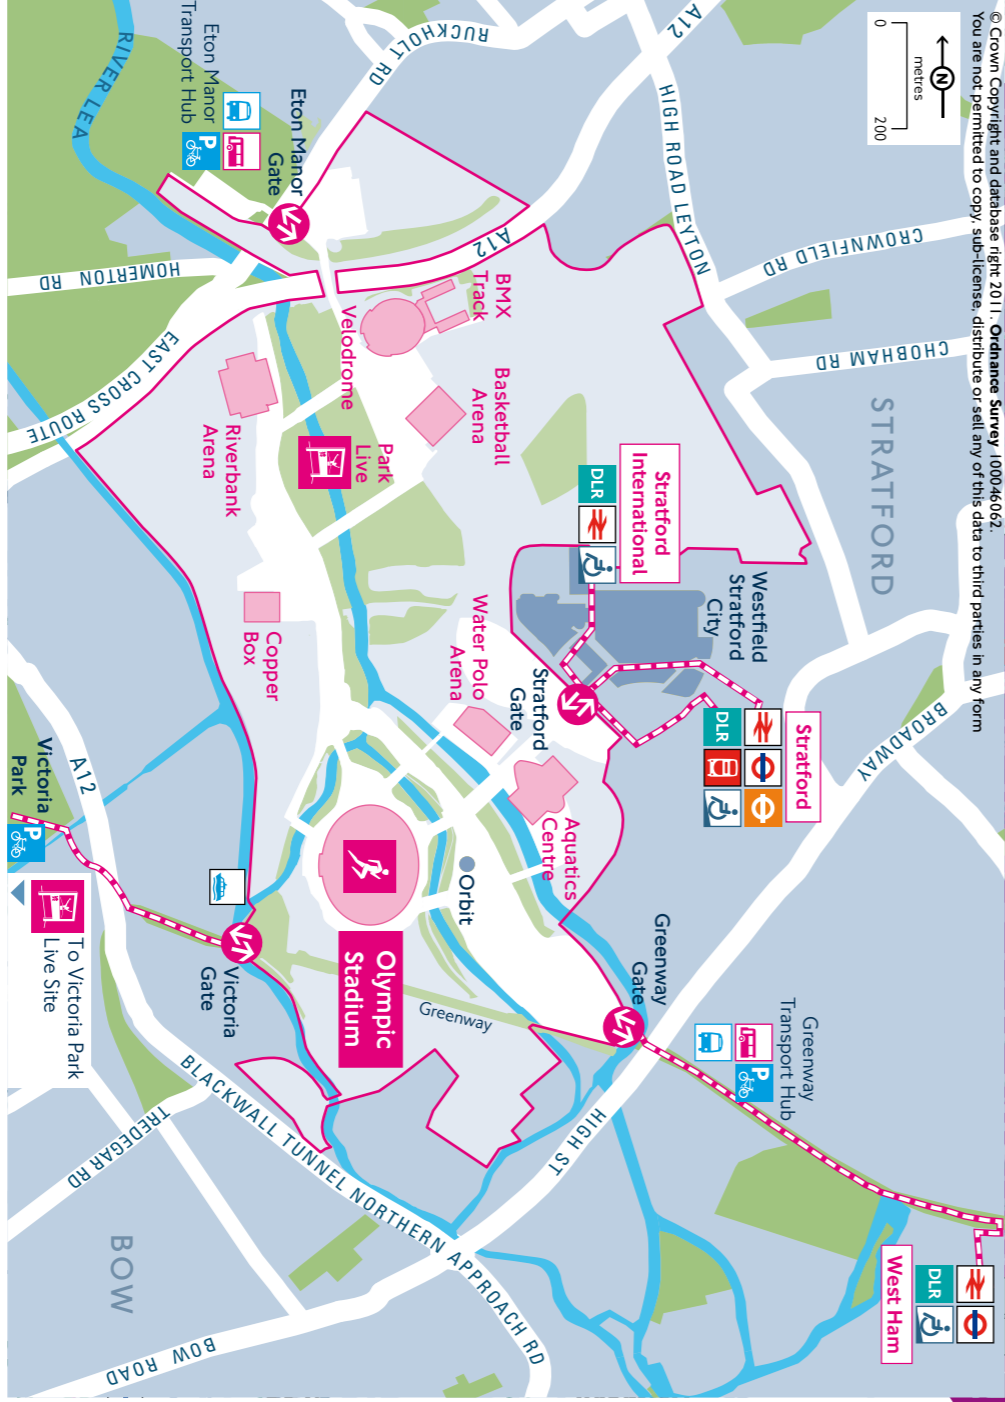 © Crown Copyright and database right 2011. Ordnance Survey 100046062.
You are not permitted to copy, sub-license, distribute or sell any of this data to third parties in any form
N
metres
0
200
RUCKHOLT RD
A12
HIGH ROAD LEYTON
CROWNFIELD RD
CHOBHAM RD
STRATFORD
BROADWAY
RIVER LEA
Eton Manor
Transport Hub
P
Eton Manor
Gate
HOMERTON RD
EAST CROSS ROUTE
A12
BMX
Track
Velodrome
Basketball
Arena
Riverbank
Arena
Park
Live
Stratford
International
DLR
Westfield
Stratford
City
Stratford
DLR
Stratford
Gate
Water Polo
Arena
Copper
Box
Aquatics
Centre
Orbit
Olympic
Stadium
Greenway
Greenway
Gate
Greenway
Transport Hub
P
West Ham
DLR
HIGH ST
A12
Victoria
Park
P
To Victoria Park
Live Site
Victoria
Gate
BLACKWALL TUNNEL NORTHERN APPROACH RD
TREDEGAR RD
BOW
BOW ROAD